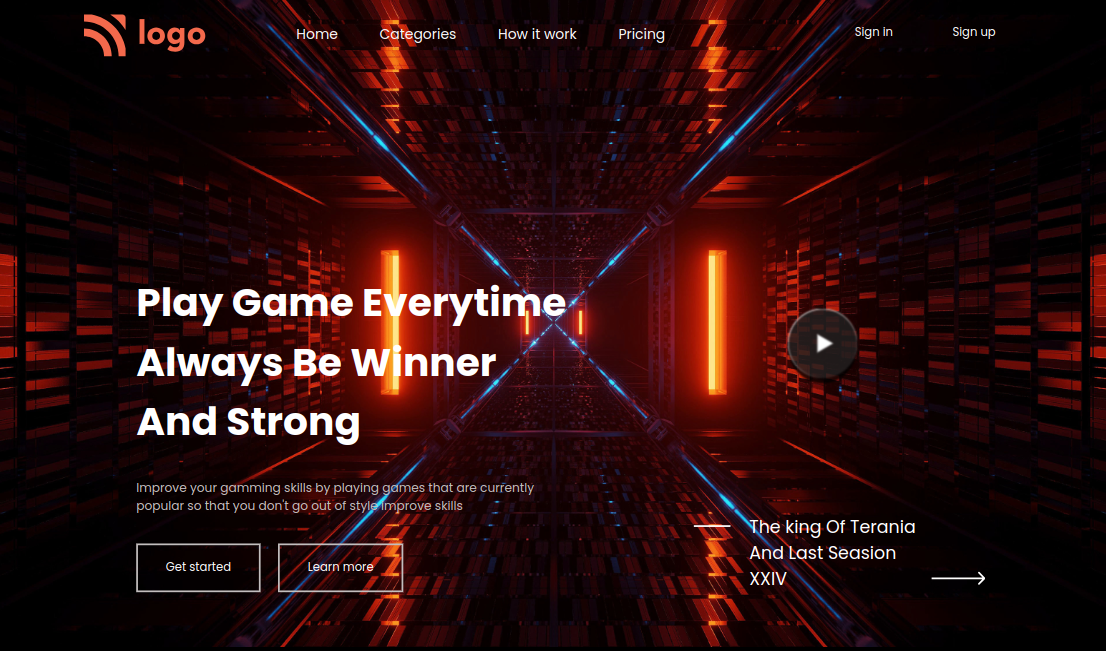 logo
Home
Categories
How it work
Pricing
Sign in
Sign up
Play Game Everytime
Always Be Winner
And Strong
Improve your gamming skills by playing games that are currently
popular so that you don't go out of style improve skills
Get started
Learn more
The king Of Terania
And Last Seasion
XXIV